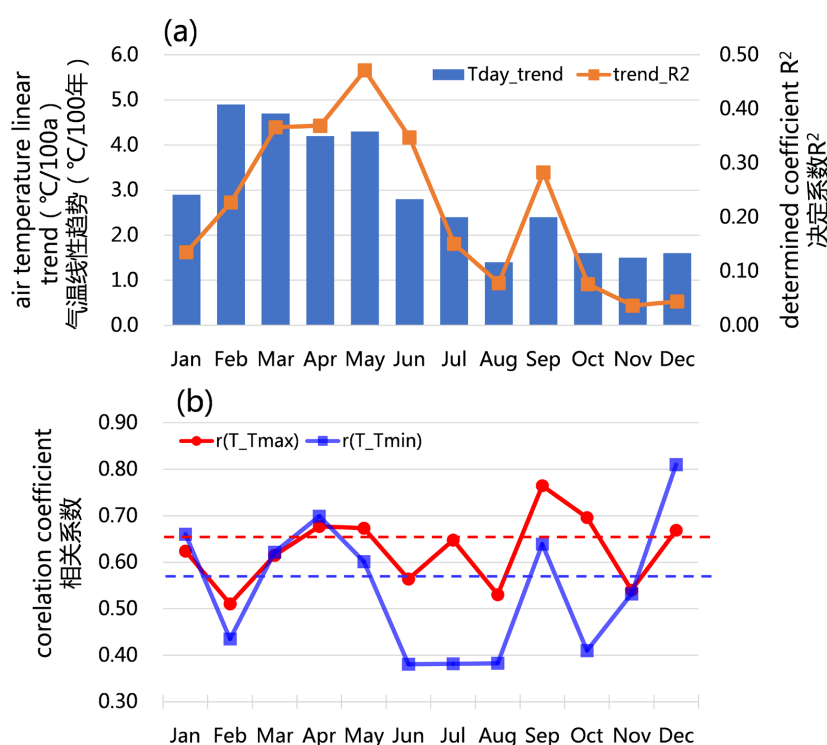 (a)
air temperature linear
trend ( ℃/100a )
气温线性趋势 ( ℃/100年 )
6.0
5.0
4.0
3.0
2.0
1.0
0.0
Tday_trend
trend_R2
0.50
0.40
0.30
0.20
0.10
0.00
determined coefficient R²
决定系数R²
Jan Feb Mar Apr May Jun Jul Aug Sep Oct Nov Dec
(b)
corelation coefficient
相关系数
0.90
0.80
0.70
0.60
0.50
0.40
0.30
r(T_Tmax)
r(T_Tmin)
Jan Feb Mar Apr May Jun Jul Aug Sep Oct Nov Dec